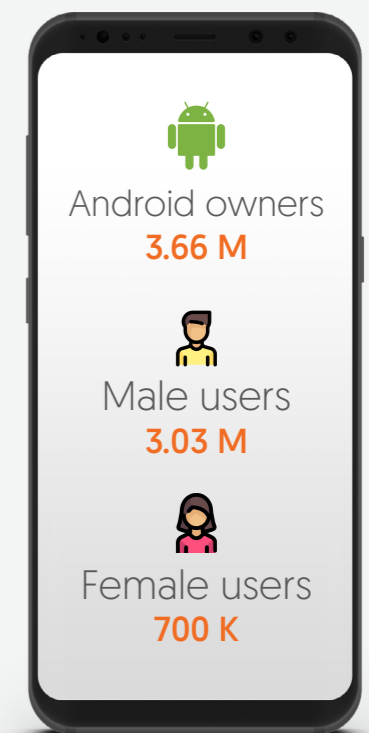 Android owners
3.66 M
Male users
3.03 M
Female users
700 K